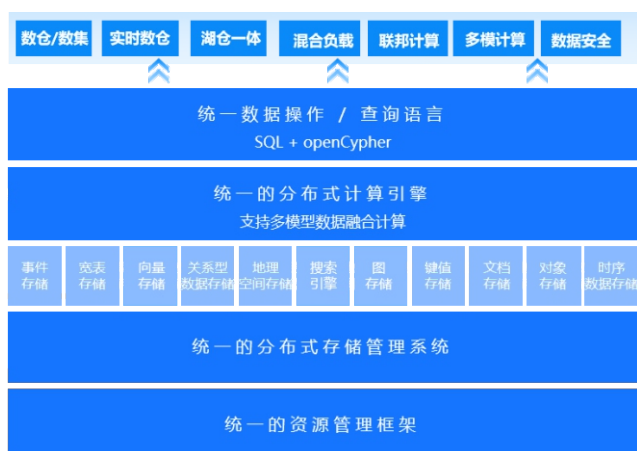 数仓/数集 实时数仓 湖仓一体 混合负载 联邦计算 多模计算 数据安全
统一数据操作 / 查询语言
SQL + openCypher
统一的分布式计算引擎
支持多模型数据融合计算
事件 宽表 向量 关系型 地理 搜索 图 键值 文档 对象 时序
存储 存储 存储 数据存储 空间存储 引擎 存储 存储 存储 存储 数据存储
统一的分布式存储管理系统
统一的资源管理框架